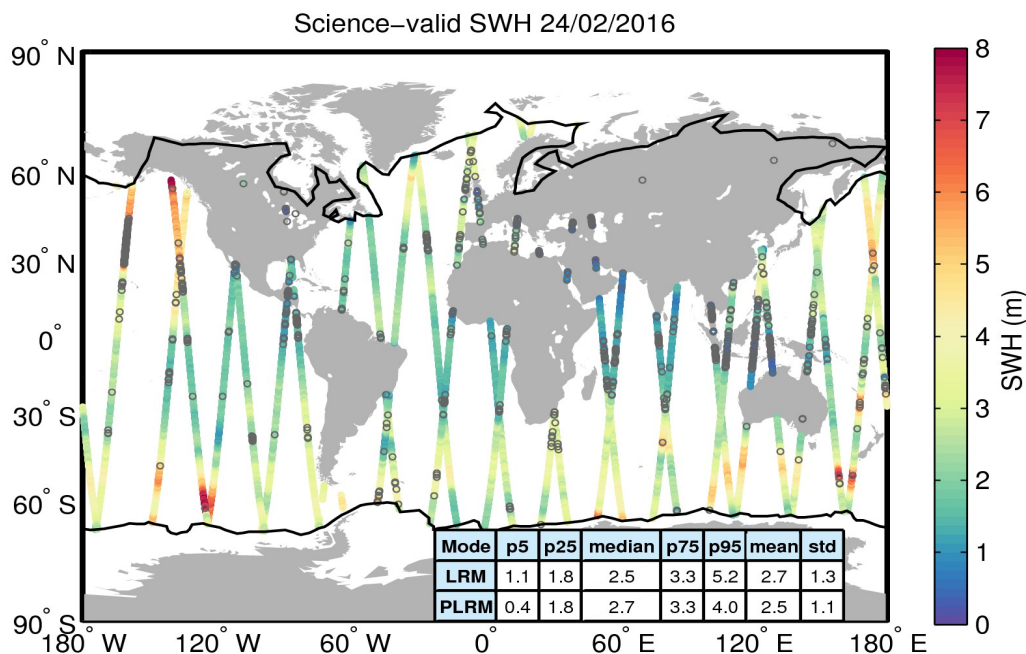 Science−valid SWH 24/02/2016
90° N
60° N
30° N
0°
30° S
60° S
90° S
180° W
120° W
60° W
0°
60° E
120° E
180° E
8
7
6
5
4
3
2
1
0
SWH (m)
Mode p5 p25 median p75 p95 mean std
LRM 1.1 1.8 2.5 3.3 5.2 2.7 1.3
PLRM 0.4 1.8 2.7 3.3 4.0 2.5 1.1